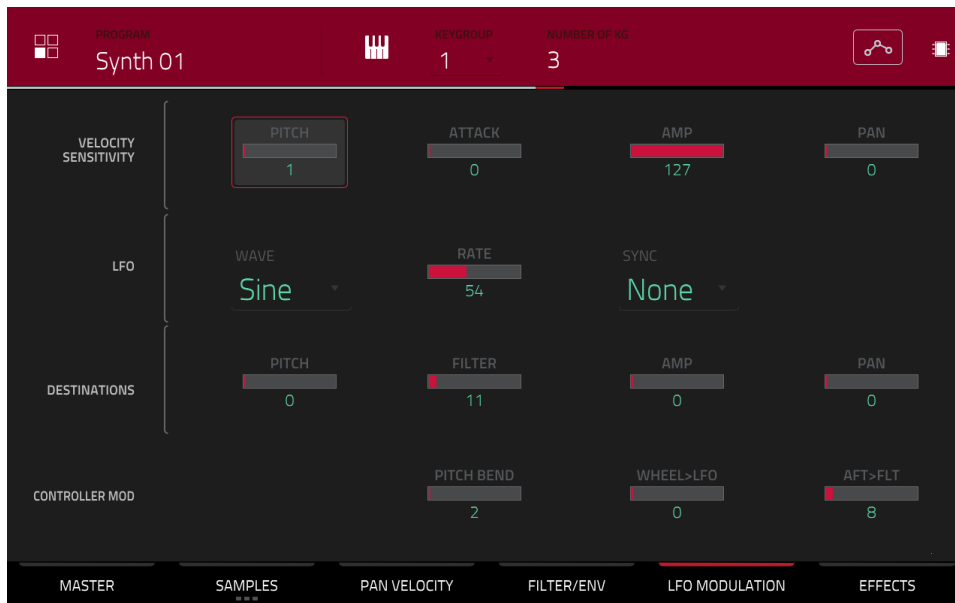 PROGRAM KEYGROUP NUMBER OF KG
Synth 01 1 3
VELOCITY SENSITIVITY
PITCH ATTACK AMP PAN
1 0 127 0
LFO
WAVE RATE SYNC
Sine 54 None
DESTINATIONS
PITCH FILTER AMP PAN
0 11 0 0
CONTROLLER MOD
PITCH BEND WHEEL>LFO AFT>FLT
2 0 8
MASTER SAMPLES PAN VELOCITY FILTER/ENV LFO MODULATION EFFECTS